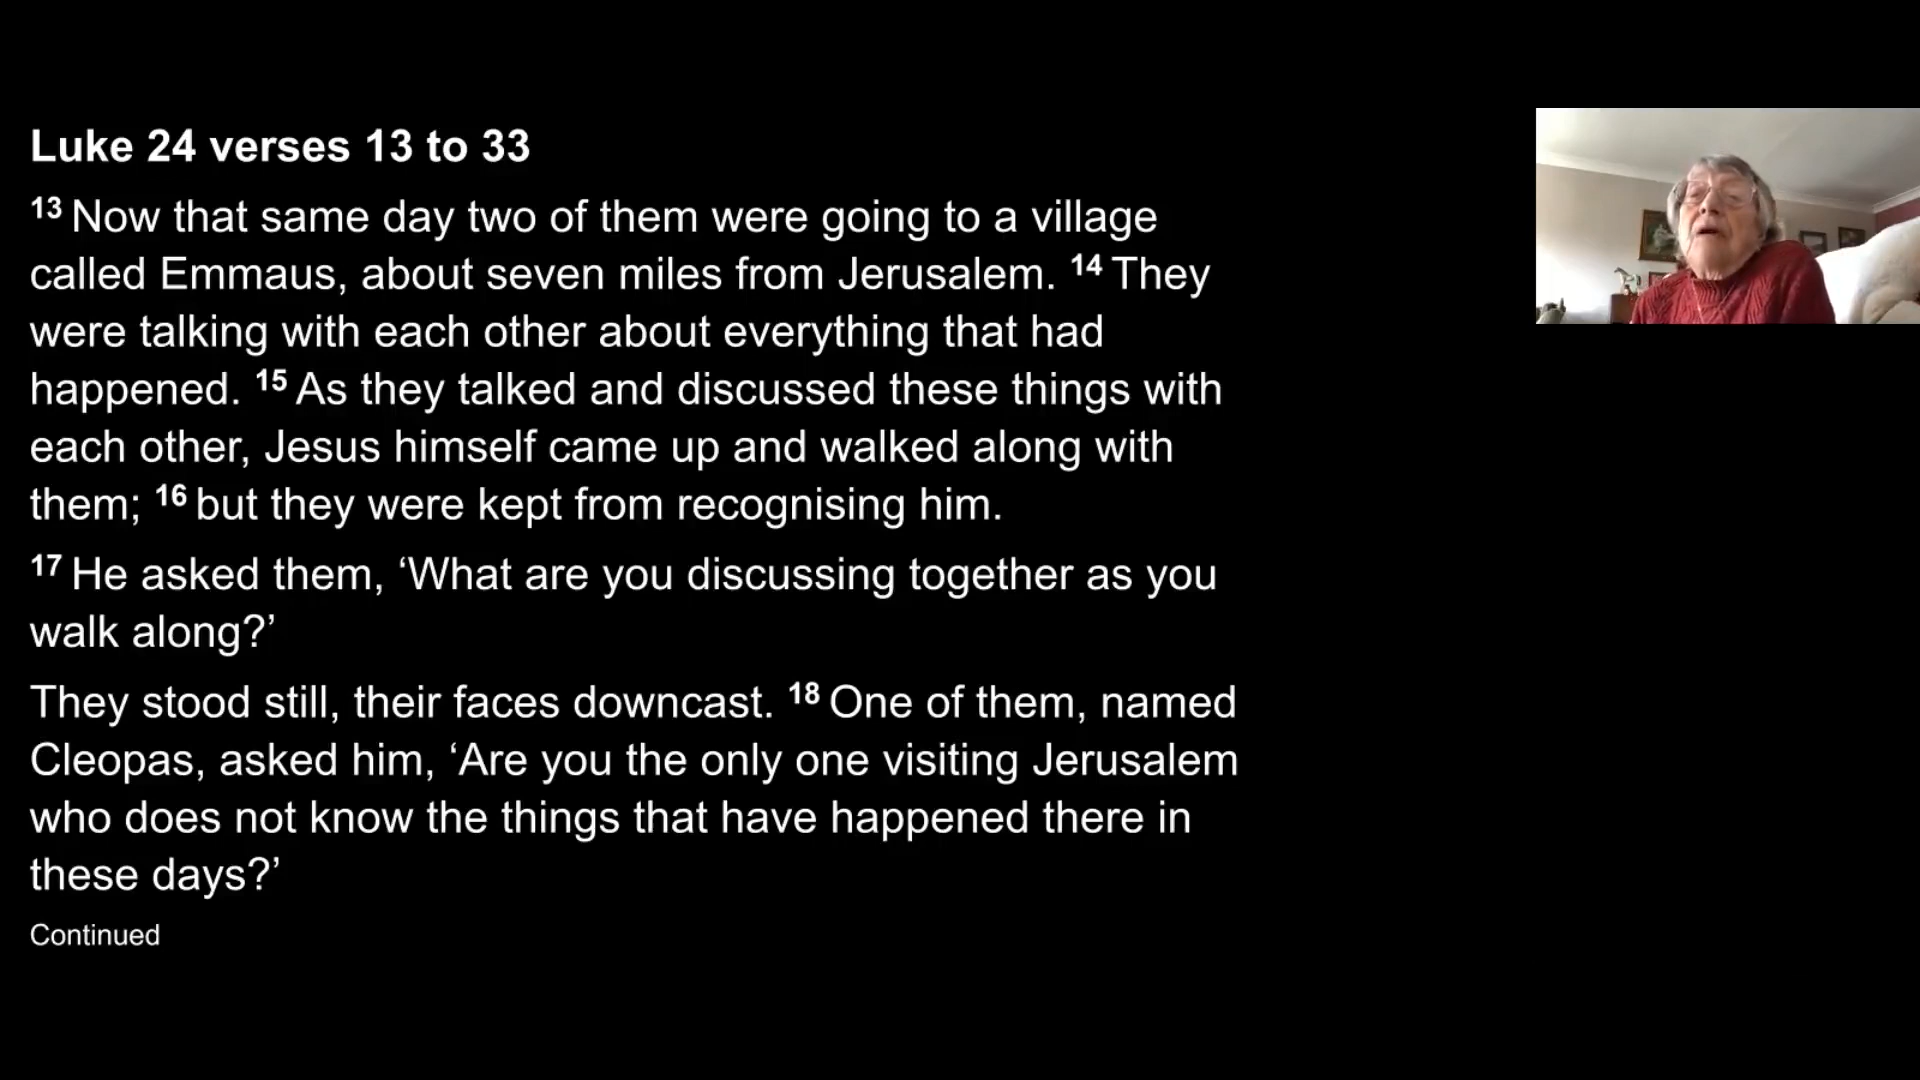 Luke 24 verses 13 to 33
13 Now that same day two of them were going to a village
called Emmaus, about seven miles from Jerusalem. 14 They
were talking with each other about everything that had
happened. 15 As they talked and discussed these things with
each other, Jesus himself came up and walked along with
them; 16 but they were kept from recognising him.
17 He asked them, ‘What are you discussing together as you
walk along?’
They stood still, their faces downcast. 18 One of them, named
Cleopas, asked him, ‘Are you the only one visiting Jerusalem
who does not know the things that have happened there in
these days?’
Continued